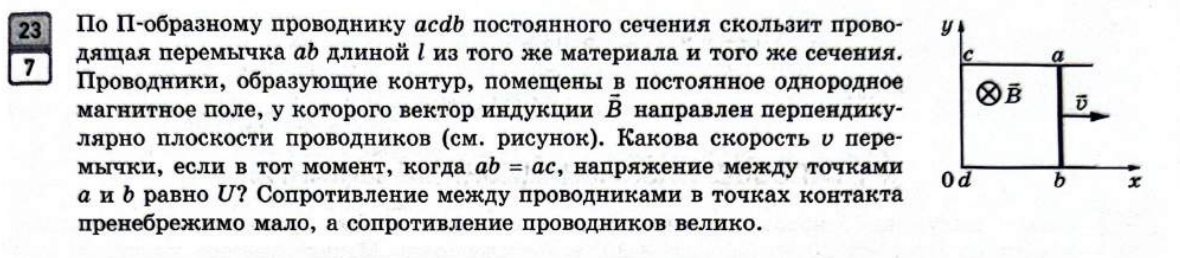 23
7
По П-образному проводнику acdb постоянного сечения скользит прово-
дящая перемычка ab длиной l из того же материала и того же сечения.
Проводники, образующие контур, помещены в постоянное однородное
магнитное поле, у которого вектор индукции B⃗ направлен перпендику-
лярно плоскости проводников (см. рисунок). Какова скорость v пере-
мычки, если в тот момент, когда ab = ac, напряжение между точками
a и b равно U? Сопротивление между проводниками в точках контакта
пренебрежимо мало, а сопротивление проводников велико.
y
c a
⊗B⃗
v⃗
0 d b x